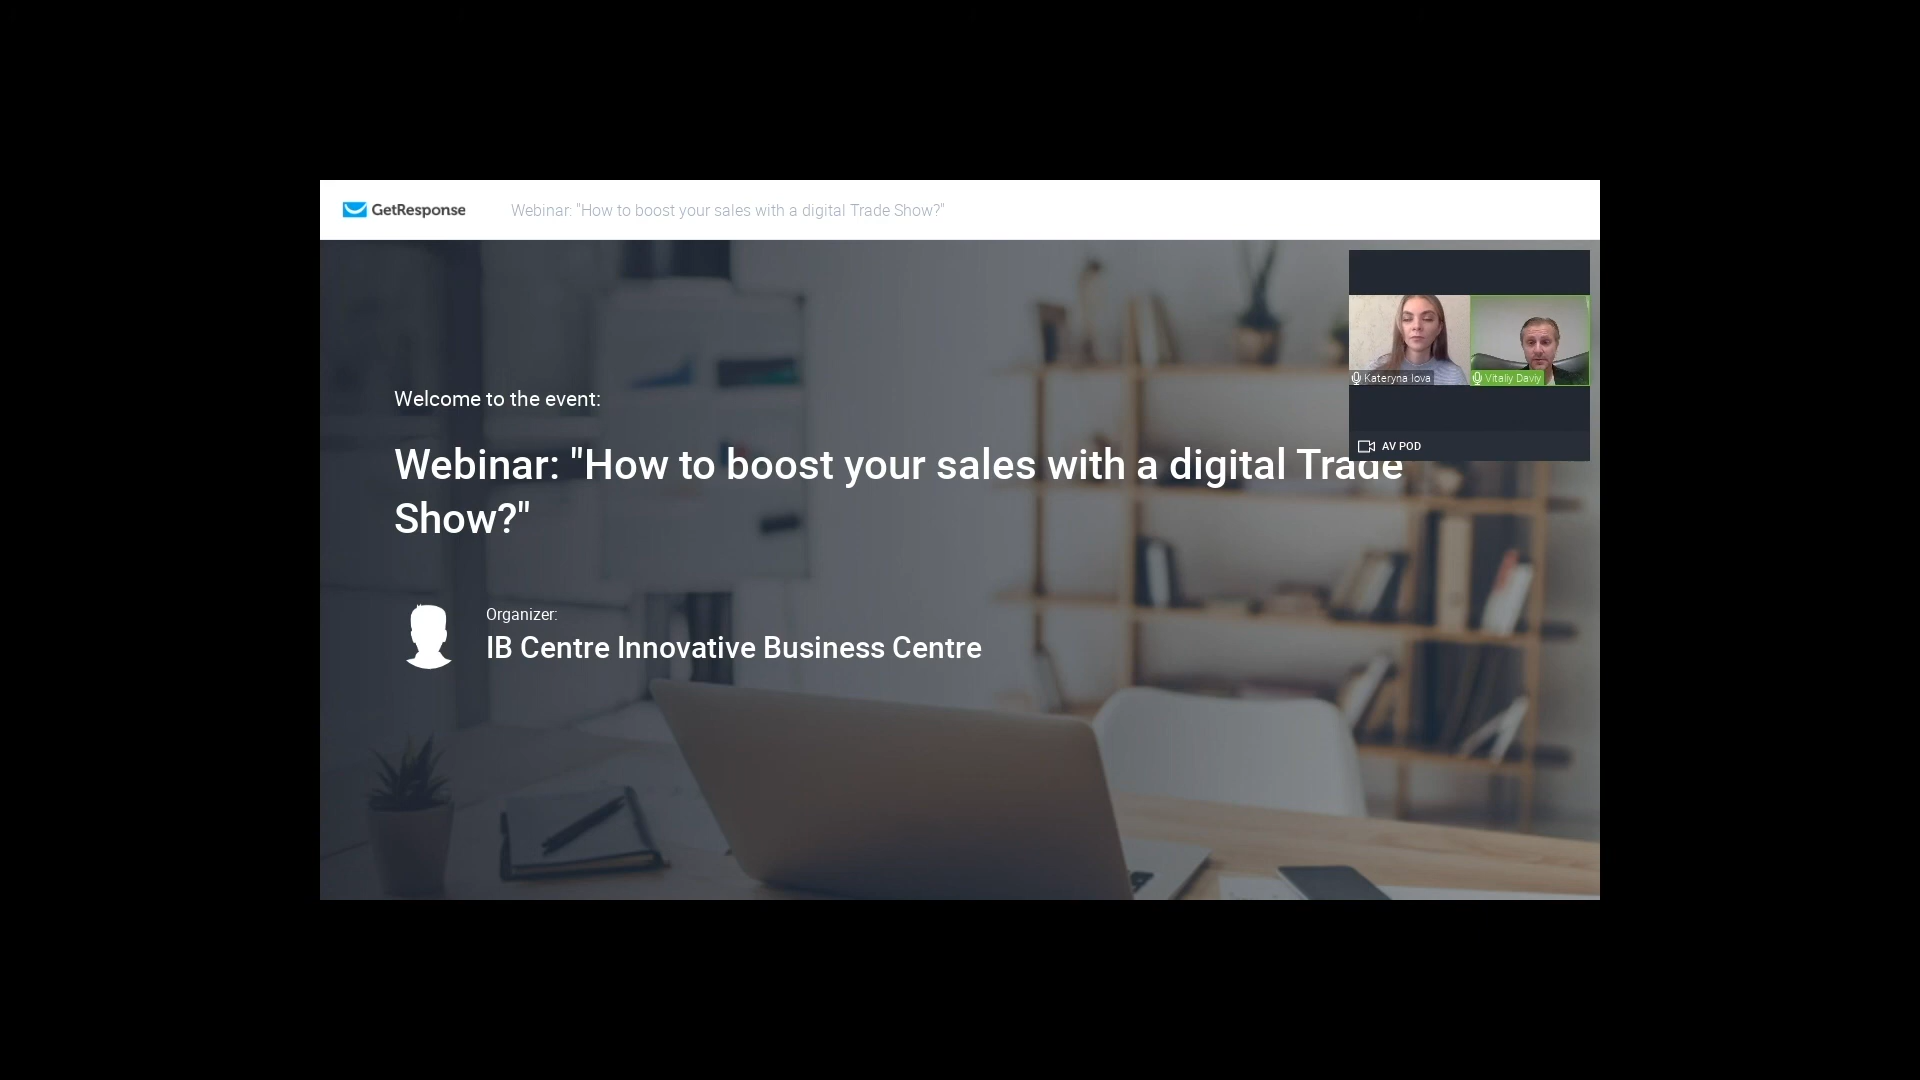 GetResponse
Webinar: "How to boost your sales with a digital Trade Show?"
Kateryna Iova
Vitaliy Daviy
AV POD
Welcome to the event:
Webinar: "How to boost your sales with a digital Trade
Show?"
Organizer:
IB Centre Innovative Business Centre